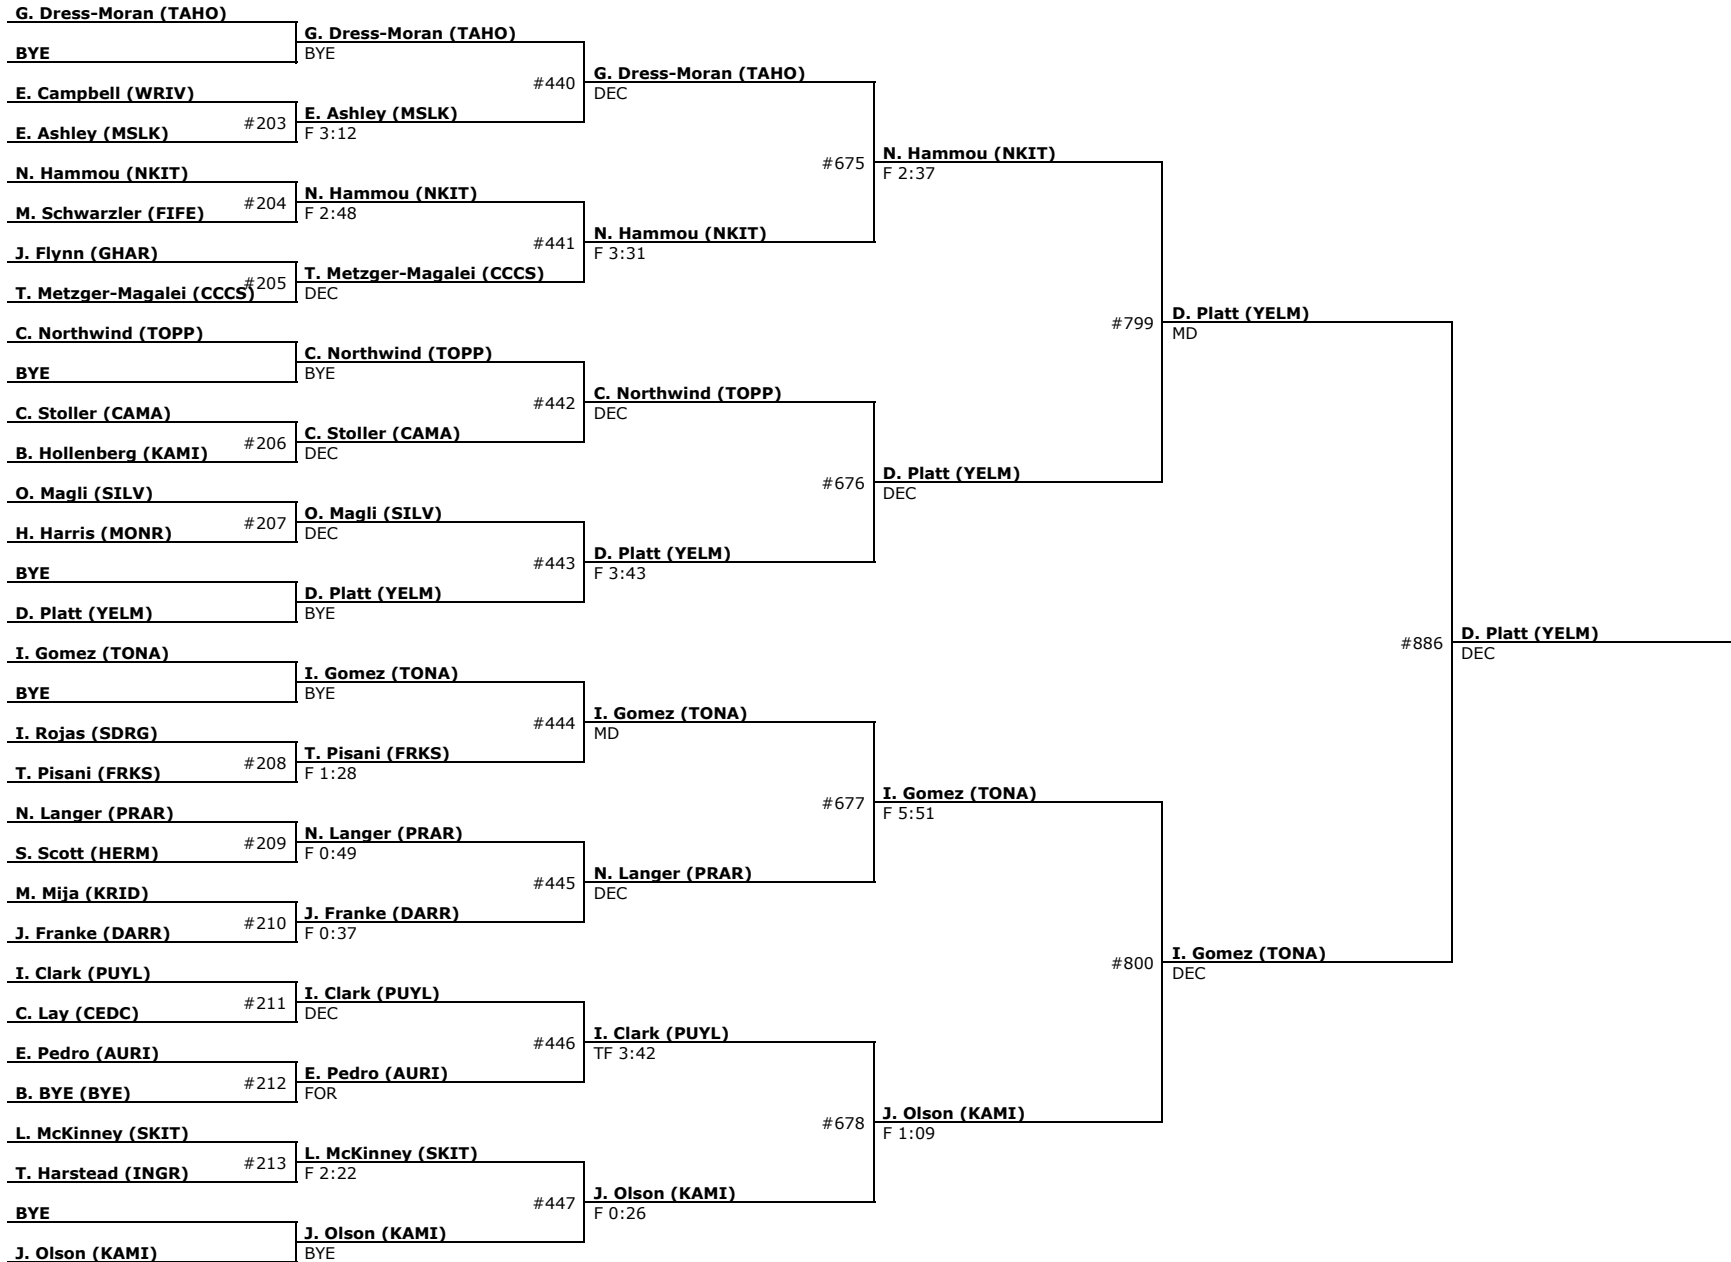 G. Dress-Moran (TAHO)
BYE
E. Campbell (WRIV)
#203
E. Ashley (MSLK)
N. Hammou (NKIT)
#204
M. Schwarzler (FIFE)
J. Flynn (GHAR)
#205
T. Metzger-Magalei (CCCS)
C. Northwind (TOPP)
BYE
C. Stoller (CAMA)
#206
B. Hollenberg (KAMI)
O. Magli (SILV)
#207
H. Harris (MONR)
BYE
D. Platt (YELM)
I. Gomez (TONA)
BYE
I. Rojas (SDRG)
#208
T. Pisani (FRKS)
N. Langer (PRAR)
#209
S. Scott (HERM)
M. Mija (KRID)
#210
J. Franke (DARR)
I. Clark (PUYL)
#211
C. Lay (CEDC)
E. Pedro (AURI)
#212
B. BYE (BYE)
L. McKinney (SKIT)
#213
T. Harstead (INGR)
BYE
J. Olson (KAMI)
G. Dress-Moran (TAHO)
BYE
#440
E. Ashley (MSLK)
F 3:12
N. Hammou (NKIT)
F 2:48
#441
T. Metzger-Magalei (CCCS)
DEC
C. Northwind (TOPP)
BYE
#442
C. Stoller (CAMA)
DEC
O. Magli (SILV)
DEC
#443
D. Platt (YELM)
BYE
I. Gomez (TONA)
BYE
#444
T. Pisani (FRKS)
F 1:28
N. Langer (PRAR)
F 0:49
#445
J. Franke (DARR)
F 0:37
I. Clark (PUYL)
DEC
#446
E. Pedro (AURI)
FOR
L. McKinney (SKIT)
F 2:22
#447
J. Olson (KAMI)
BYE
G. Dress-Moran (TAHO)
DEC
#675
N. Hammou (NKIT)
F 3:31
C. Northwind (TOPP)
DEC
#676
D. Platt (YELM)
F 3:43
I. Gomez (TONA)
MD
#677
N. Langer (PRAR)
DEC
I. Clark (PUYL)
TF 3:42
#678
J. Olson (KAMI)
F 0:26
N. Hammou (NKIT)
F 2:37
#799
D. Platt (YELM)
DEC
I. Gomez (TONA)
F 5:51
#800
J. Olson (KAMI)
F 1:09
D. Platt (YELM)
MD
#886
I. Gomez (TONA)
DEC
D. Platt (YELM)
DEC